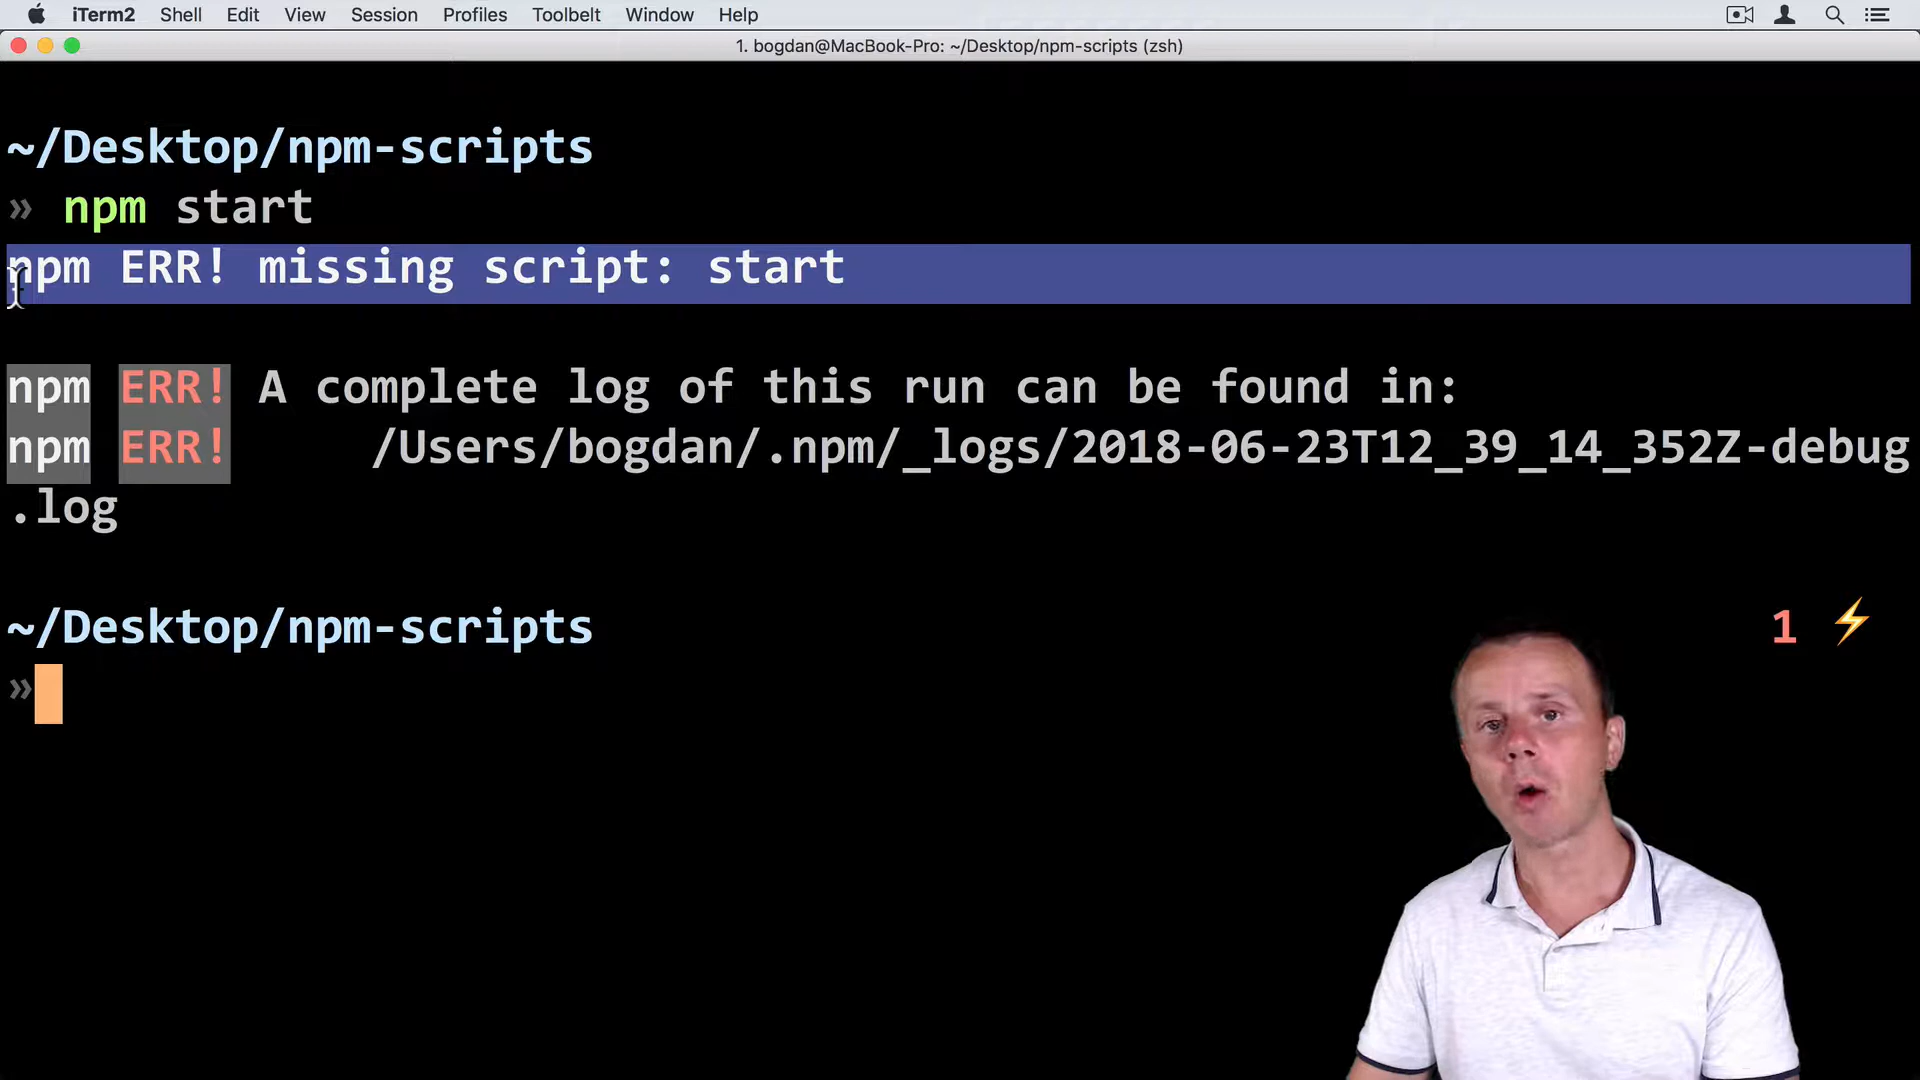 iTerm2 Shell Edit View Session Profiles Toolbelt Window Help
1. bogdan@MacBook-Pro: ~/Desktop/npm-scripts (zsh)
~/Desktop/npm-scripts
» npm start
npm ERR! missing script: start
npm ERR! A complete log of this run can be found in:
npm ERR!     /Users/bogdan/.npm/_logs/2018-06-23T12_39_14_352Z-debug
.log
~/Desktop/npm-scripts 1 ⚡
»